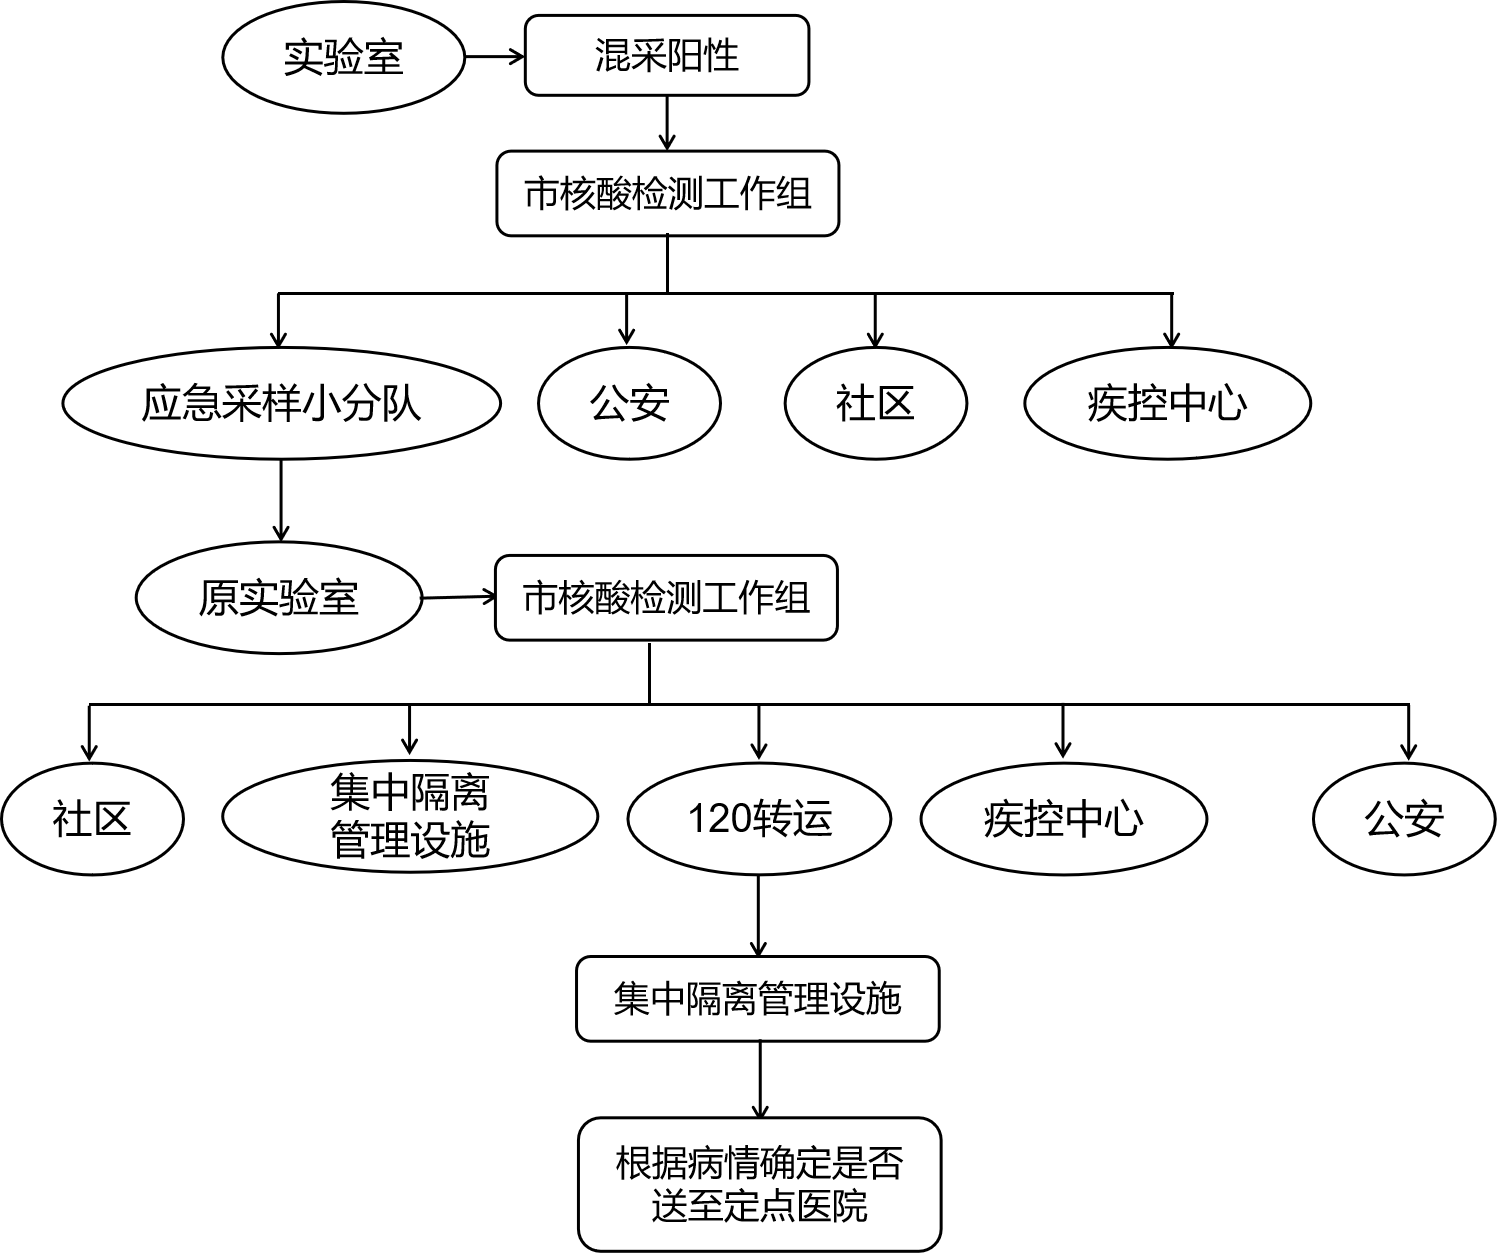 实验室
混采阳性
市核酸检测工作组
应急采样小分队
公安
社区
疾控中心
原实验室
市核酸检测工作组
社区
集中隔离
管理设施
120转运
疾控中心
公安
集中隔离管理设施
根据病情确定是否
送至定点医院